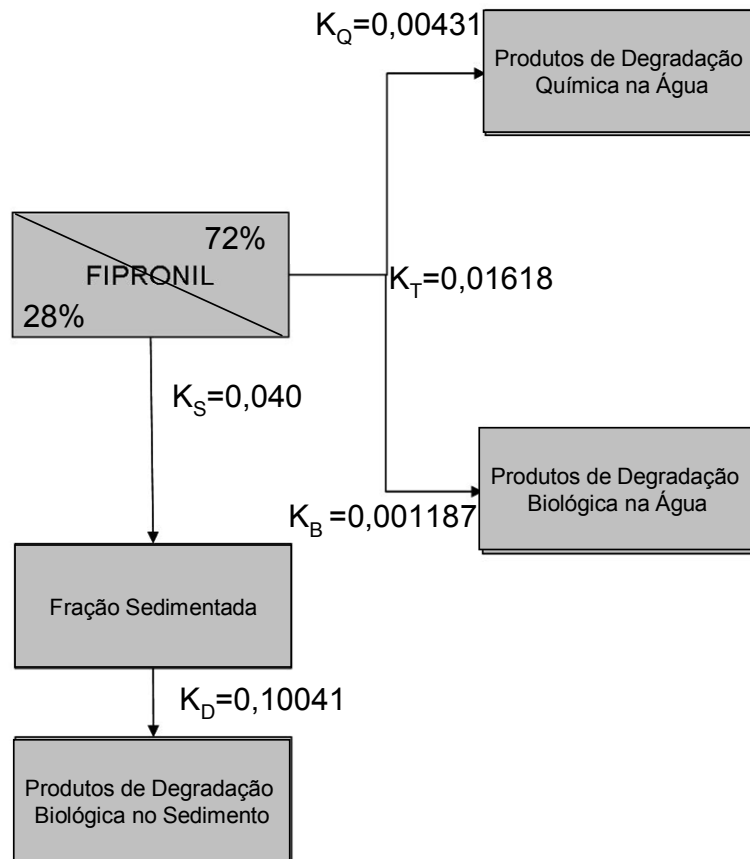 K_Q=0,00431
Produtos de Degradação
Química na Água
72%
FIPRONIL
28%
K_T=0,01618
K_S=0,040
Produtos de Degradação
Biológica na Água
K_B =0,001187
Fração Sedimentada
K_D=0,10041
Produtos de Degradação
Biológica no Sedimento